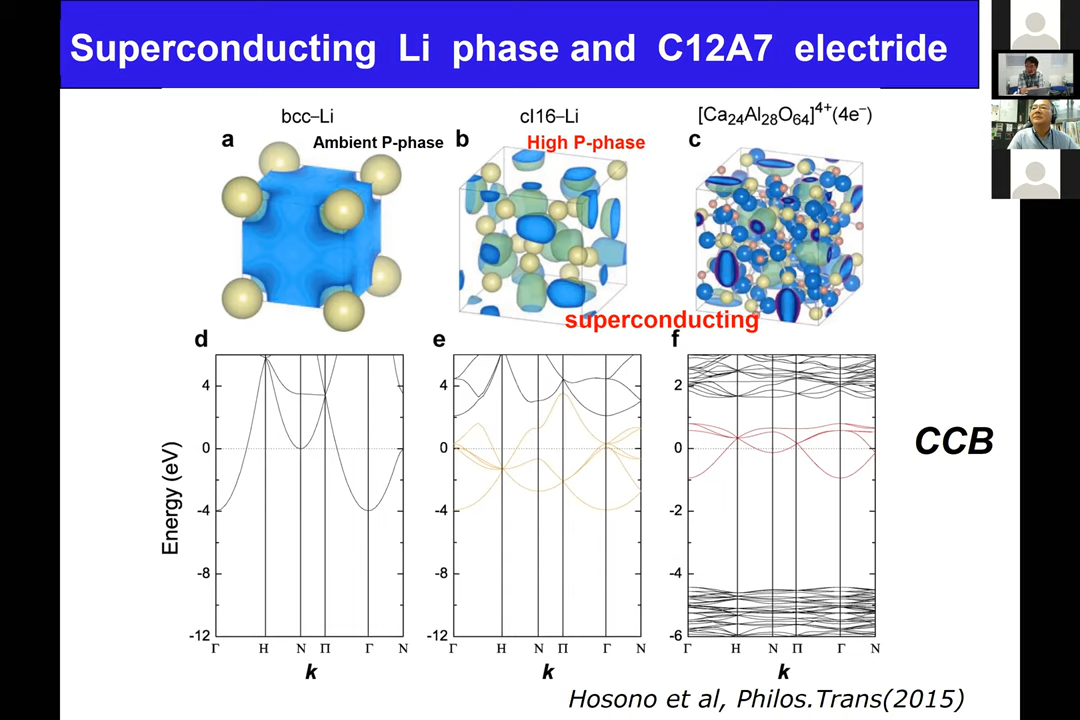 Superconducting Li phase and C12A7 electride
bcc–Li
cI16–Li
[Ca24Al28O64]4+(4e–)
a
Ambient P-phase
b
High P-phase
c
superconducting
d
e
f
4
0
-4
-8
-12
Energy (eV)
Γ H N Π Γ N
k
4
0
-4
-8
-12
Γ H N Π Γ N
k
2
0
-2
-4
-6
Γ H N Π Γ N
k
CCB
Hosono et al, Philos.Trans(2015)